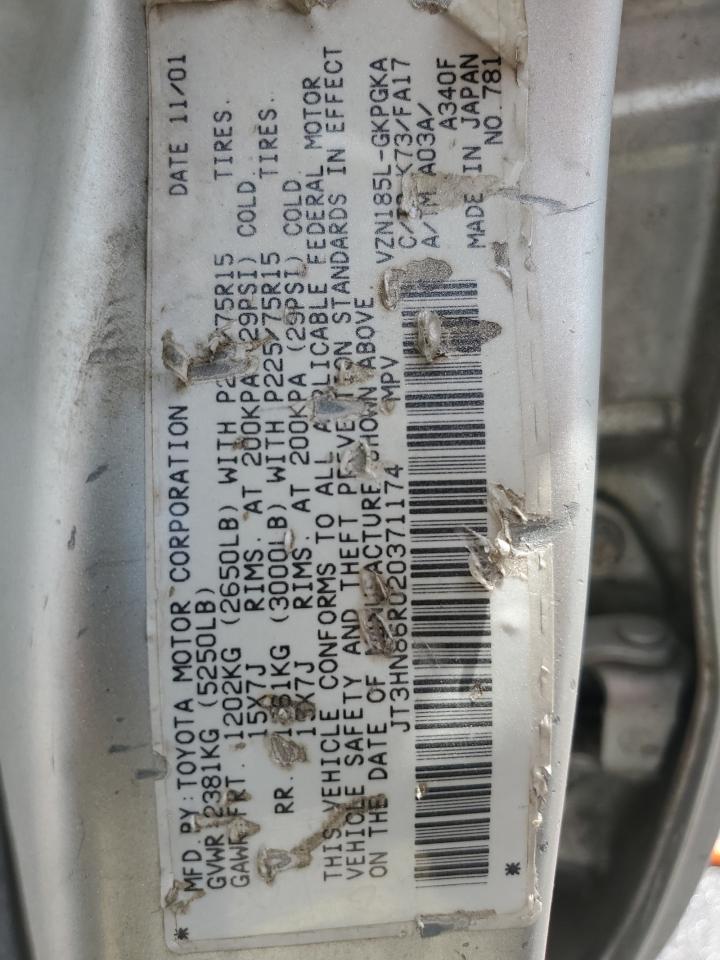 MFD.BY:TOYOTA MOTOR CORPORATION DATE 11/01
GVWR 2381KG (5250LB)
GAWR FRT. 1202KG (2650LB) WITH 75R15 TIRES.
15X7J RIMS. AT 200KPA 29PSI) COLD.
RR. (3000LB) WITH P225/75R15 TIRES.
15X7J RIMS AT 200KPA (29PSI) COLD.
THIS VEHICLE CONFORMS TO ALL APPLICABLE FEDERAL MOTOR
VEHICLE SAFETY AND THEFT PREVENTION STANDARDS IN EFFECT
ON THE DATE OF MANUFACTURE SHOWN ABOVE
JT3HN86R020371174 MPV VZN185L-GKPGKA
K73/FA17
A03A/
A340F
MADE IN JAPAN
NO.781